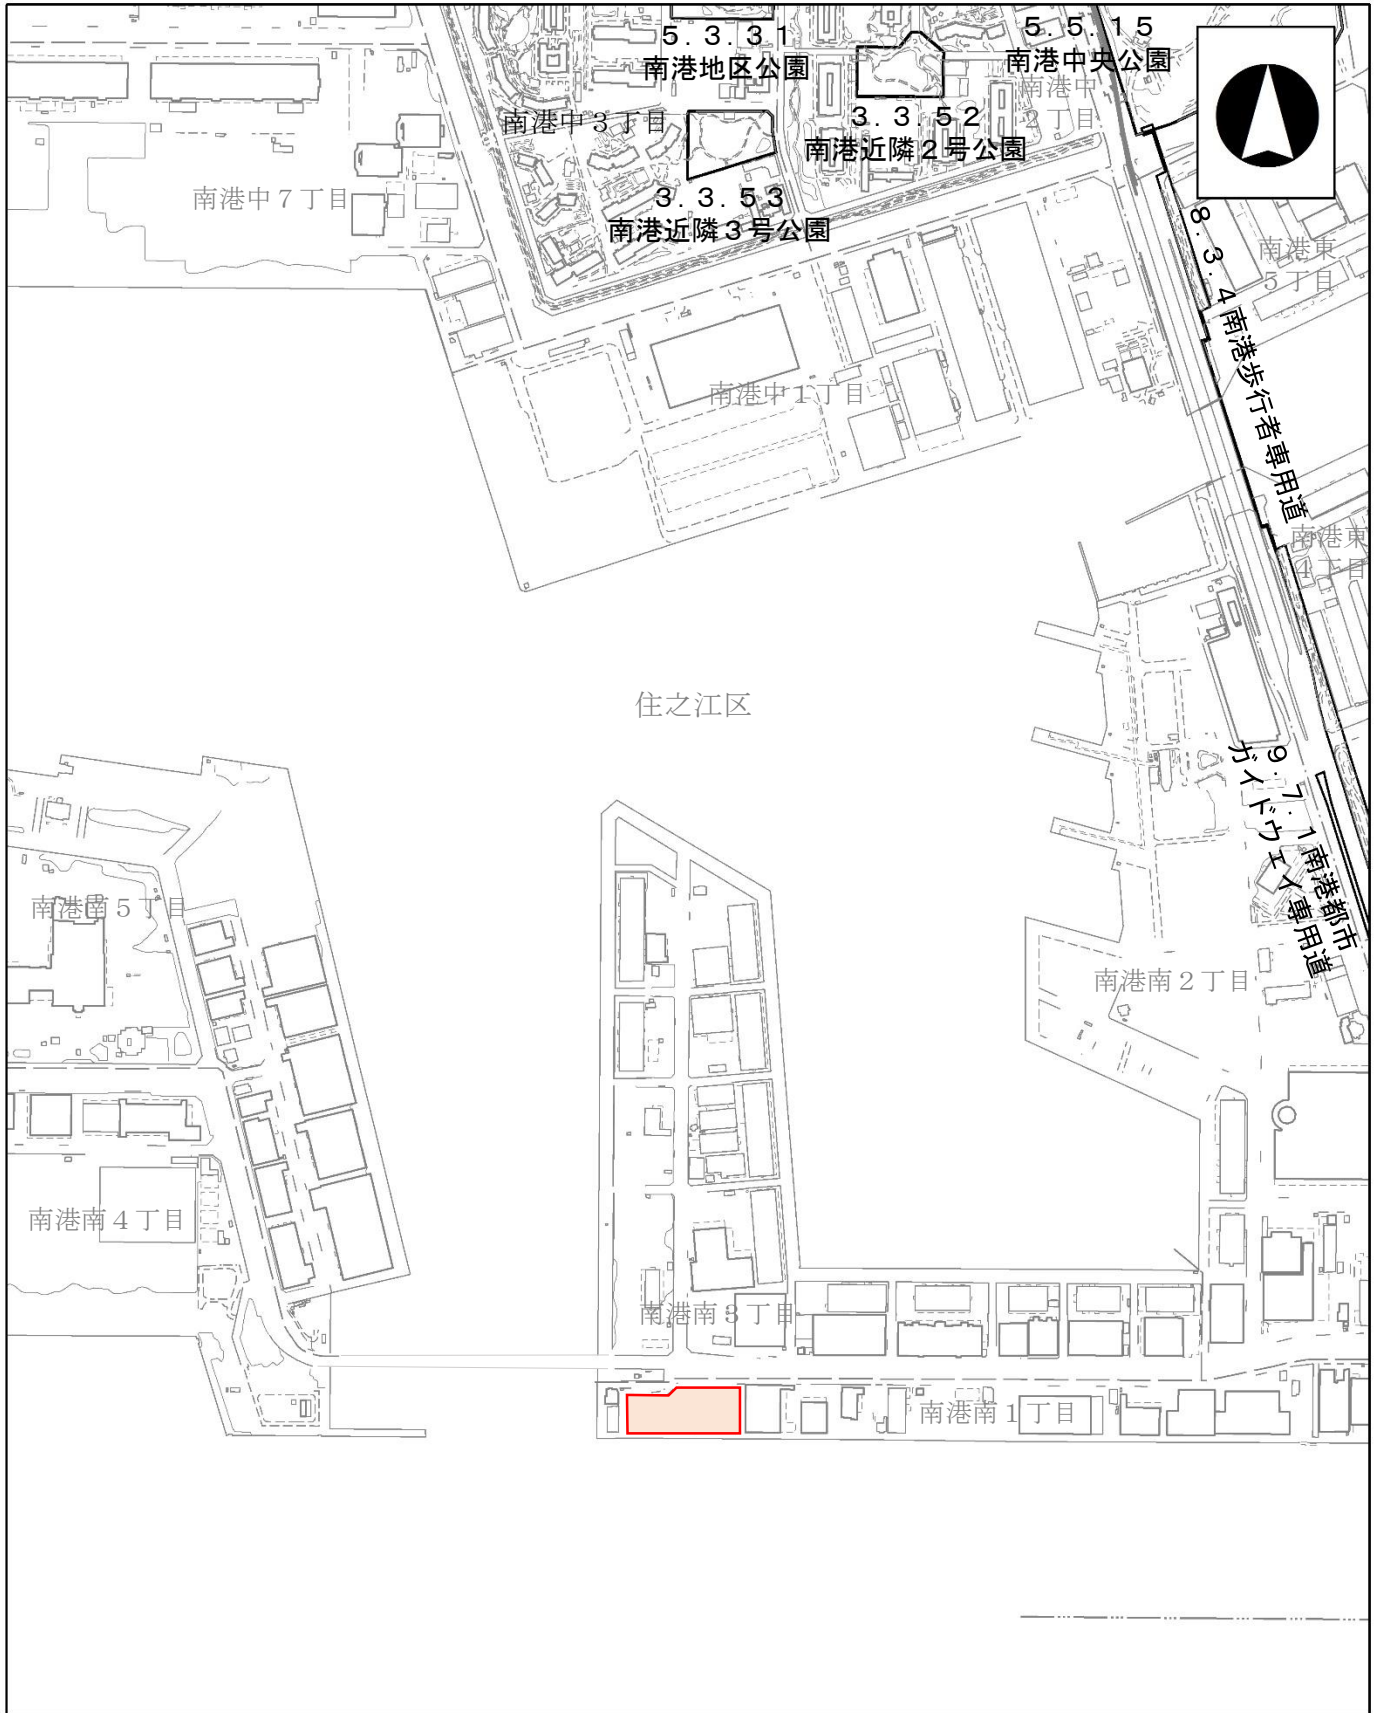 5.3.31
南港地区公園
5.5.15
南港中央公園
南港中
2丁目
3.3.52
南港近隣2号公園
南港中3丁目
3.3.53
南港近隣3号公園
南港中7丁目
8.3.4南港歩行者専用道
南港東
5丁目
南港中1丁目
南港東
4丁目
住之江区
9.7.1南港都市
ガイドウェイ専用道
南港南5丁目
南港南2丁目
南港南4丁目
南港南3丁目
南港南1丁目